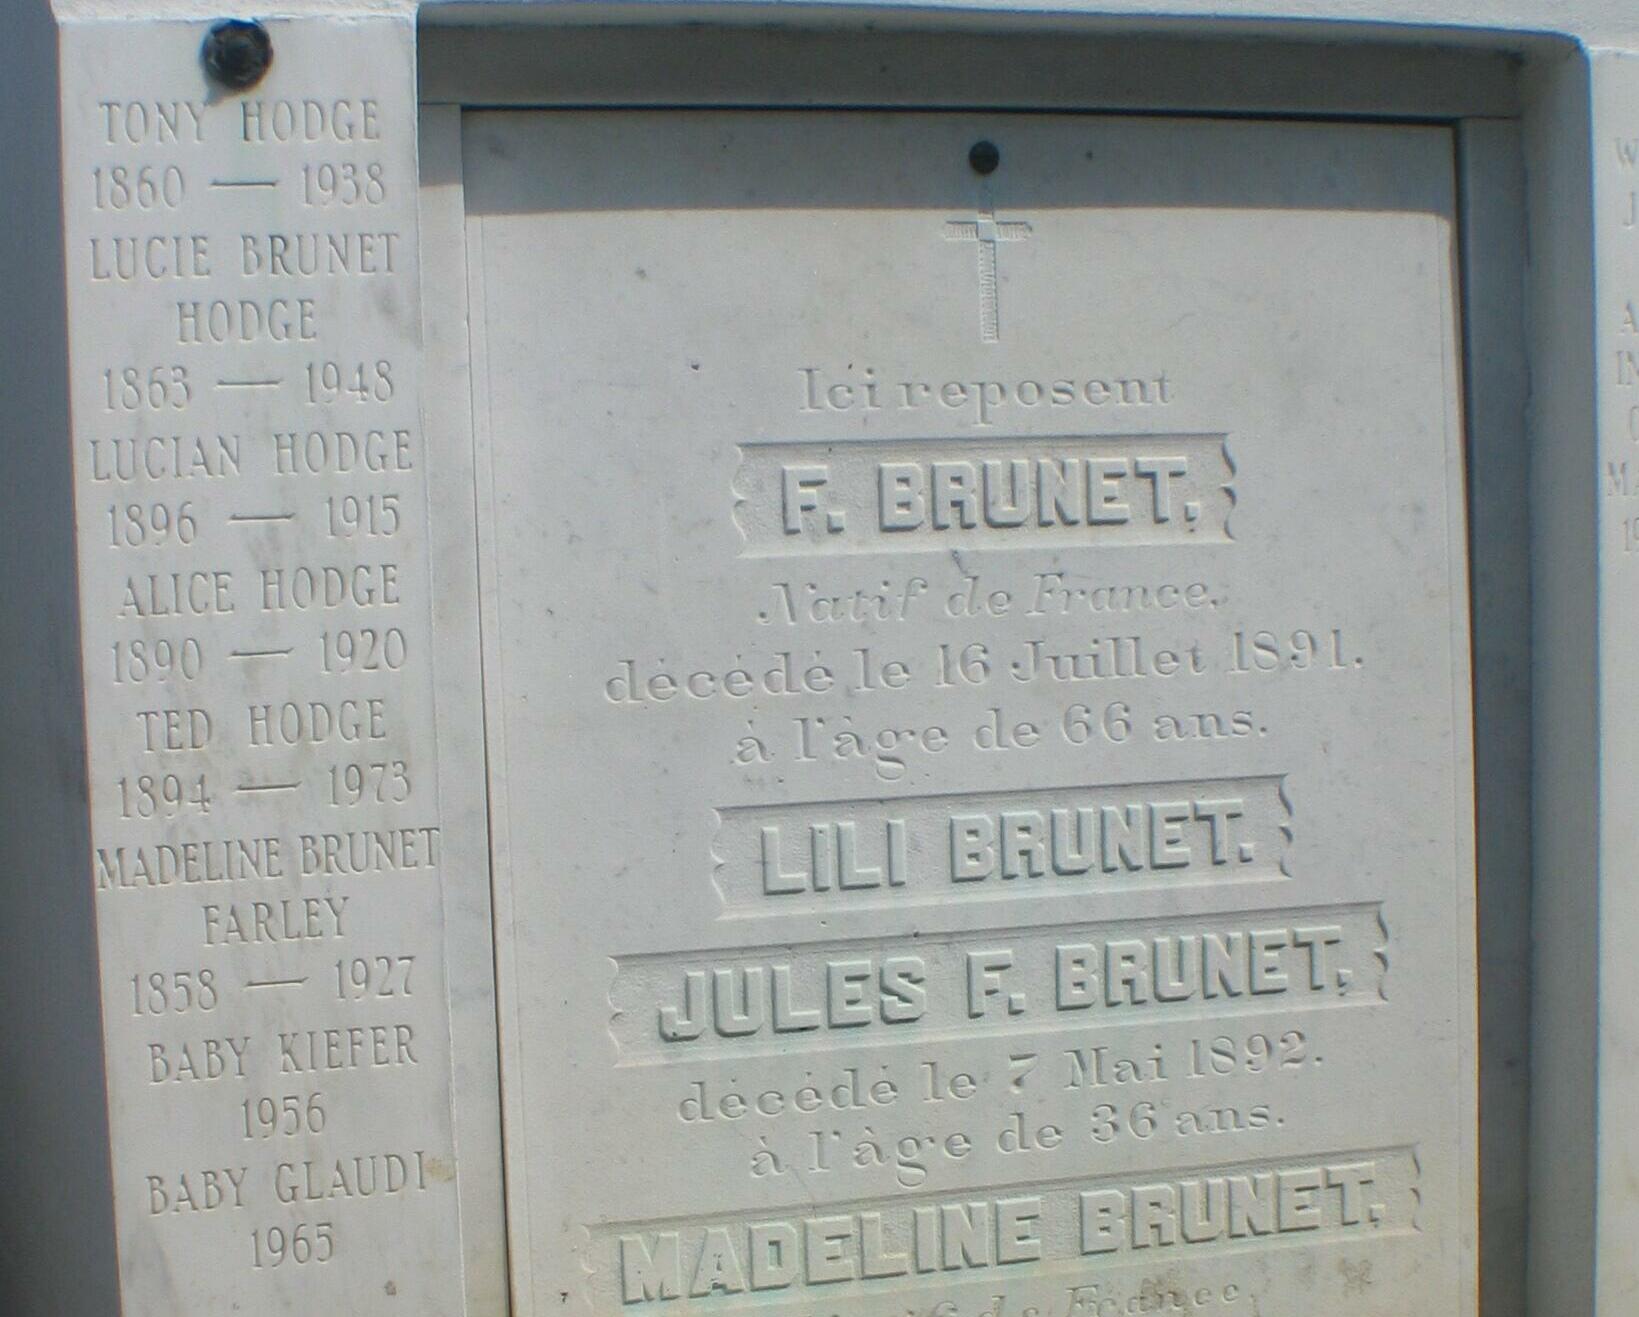 TONY HODGE
1860 — 1938
LUCIE BRUNET
HODGE
1863 — 1948
LUCIAN HODGE
1896 — 1915
ALICE HODGE
1890 — 1920
TED HODGE
1894 — 1973
MADELINE BRUNET
FARLEY
1858 — 1927
BABY KIEFER
1956
BABY GLAUDI
1965
Ici reposent
F. BRUNET,
Natif de France.
décédé le 16 Juillet 1891.
à l'âge de 66 ans.
LILI BRUNET.
JULES F. BRUNET,
décédé le 7 Mai 1892.
à l'âge de 36 ans.
MADELINE BRUNET,
de France,